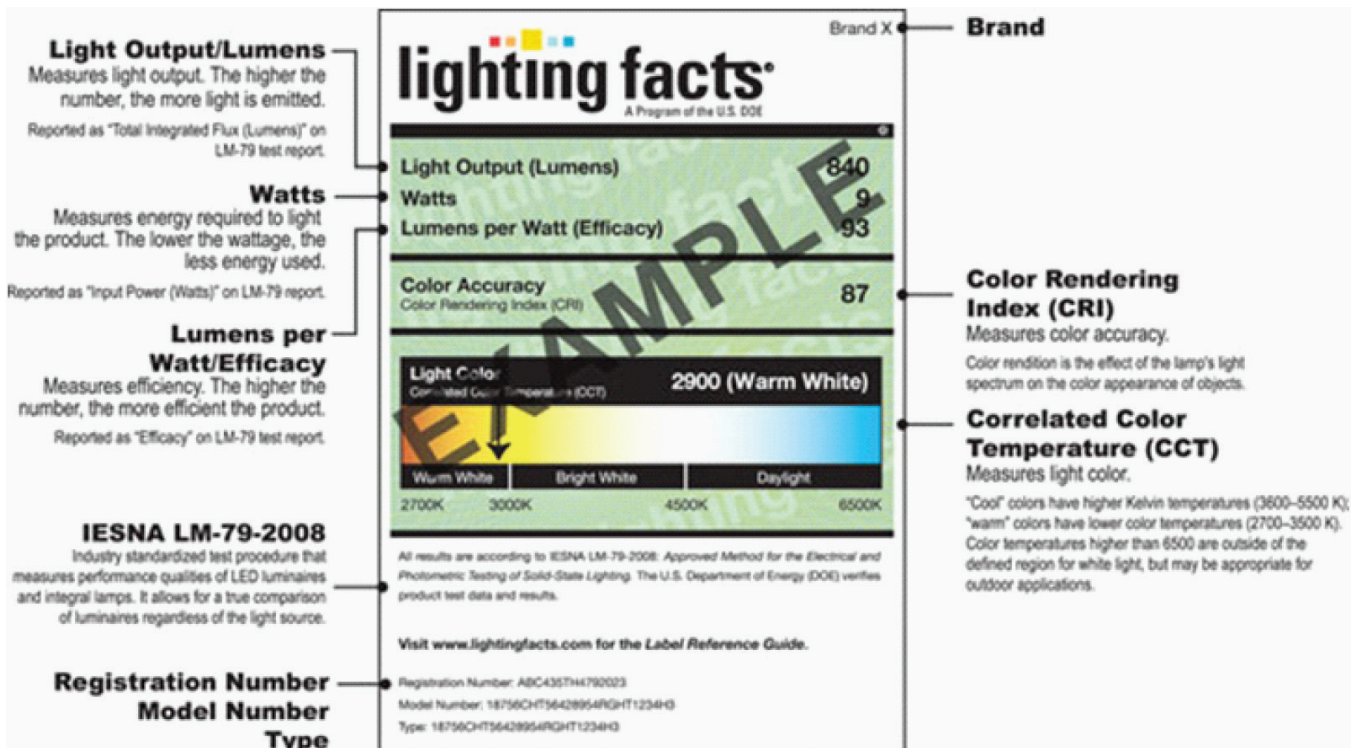 Light Output/Lumens
Measures light output. The higher the
number, the more light is emitted.
Reported as "Total Integrated Flux (Lumens)" on
LM-79 test report.
Watts
Measures energy required to light
the product. The lower the wattage, the
less energy used.
Reported as "Input Power (Watts)" on LM-79 report.
Lumens per
Watt/Efficacy
Measures efficiency. The higher the
number, the more efficient the product.
Reported as "Efficacy" on LM-79 test report.
IESNA LM-79-2008
Industry standardized test procedure that
measures performance qualities of LED luminaires
and integral lamps. It allows for a true comparison
of luminaires regardless of the light source.
Registration Number
Model Number
Type
Brand X
lighting facts
A Program of the U.S. DOE
Light Output (Lumens) 840
Watts 9
Lumens per Watt (Efficacy) 93
Color Accuracy
Color Rendering Index (CRI)
87
Light Color
Correlated Color Temperature (CCT)
2900 (Warm White)
Warm White Bright White Daylight
2700K 3000K 4500K 6500K
EXAMPLE
All results are according to IESNA LM-79-2008: Approved Method for the Electrical and
Photometric Testing of Solid-State Lighting. The U.S. Department of Energy (DOE) verifies
product test data and results.
Visit www.lightingfacts.com for the Label Reference Guide.
Registration Number: ABC435TH4792023
Model Number: 18756CHT56428954RGHT1234H3
Type: 18756CHT56428954RGHT1234H3
Brand
Color Rendering
Index (CRI)
Measures color accuracy.
Color rendition is the effect of the lamp's light
spectrum on the color appearance of objects.
Correlated Color
Temperature (CCT)
Measures light color.
"Cool" colors have higher Kelvin temperatures (3600–5500 K);
"warm" colors have lower color temperatures (2700–3500 K).
Color temperatures higher than 6500 are outside of the
defined region for white light, but may be appropriate for
outdoor applications.